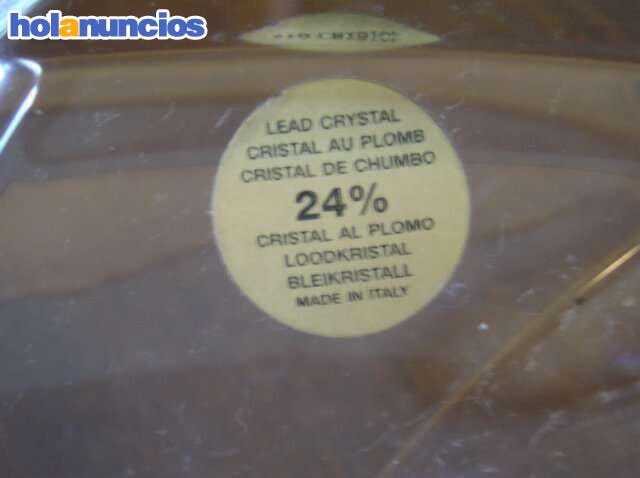 holanuncios
LEAD CRYSTAL
CRISTAL AU PLOMB
CRISTAL DE CHUMBO
24%
CRISTAL AL PLOMO
LOODKRISTAL
BLEIKRISTALL
MADE IN ITALY